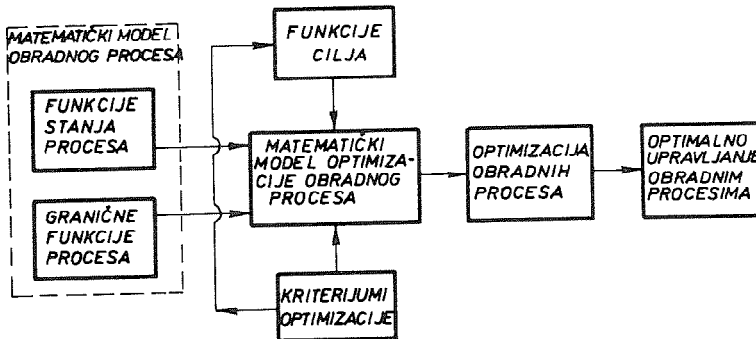 MATEMATIČKI MODEL
OBRADNOG PROCESA
FUNKCIJE
STANJA
PROCESA
GRANIČNE
FUNKCIJE
PROCESA
FUNKCIJE
CILJA
MATEMATIČKI
MODEL OPTIMIZA-
CIJE OBRADNOG
PROCESA
KRITERIJUMI
OPTIMIZACIJE
OPTIMIZACIJA
OBRADNIH
PROCESA
OPTIMALNO
UPRAVLJANJE
OBRADNIM
PROCESIMA